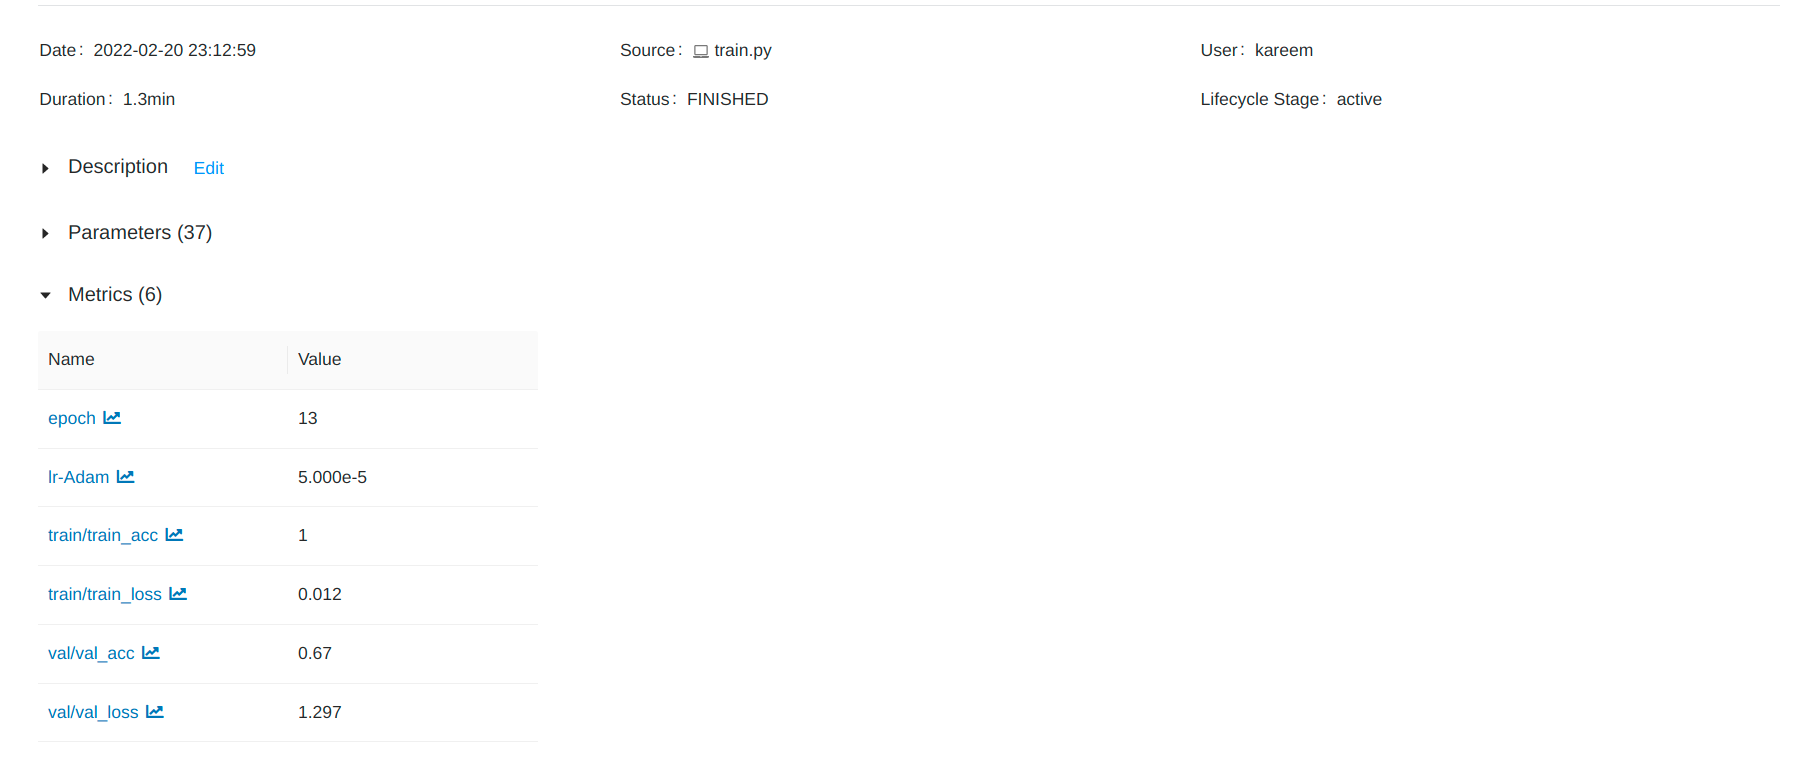 Date: 2022-02-20 23:12:59 Source: train.py User: kareem
Duration: 1.3min Status: FINISHED Lifecycle Stage: active
Description Edit
Parameters (37)
Metrics (6)
Name Value
epoch 13
lr-Adam 5.000e-5
train/train_acc 1
train/train_loss 0.012
val/val_acc 0.67
val/val_loss 1.297